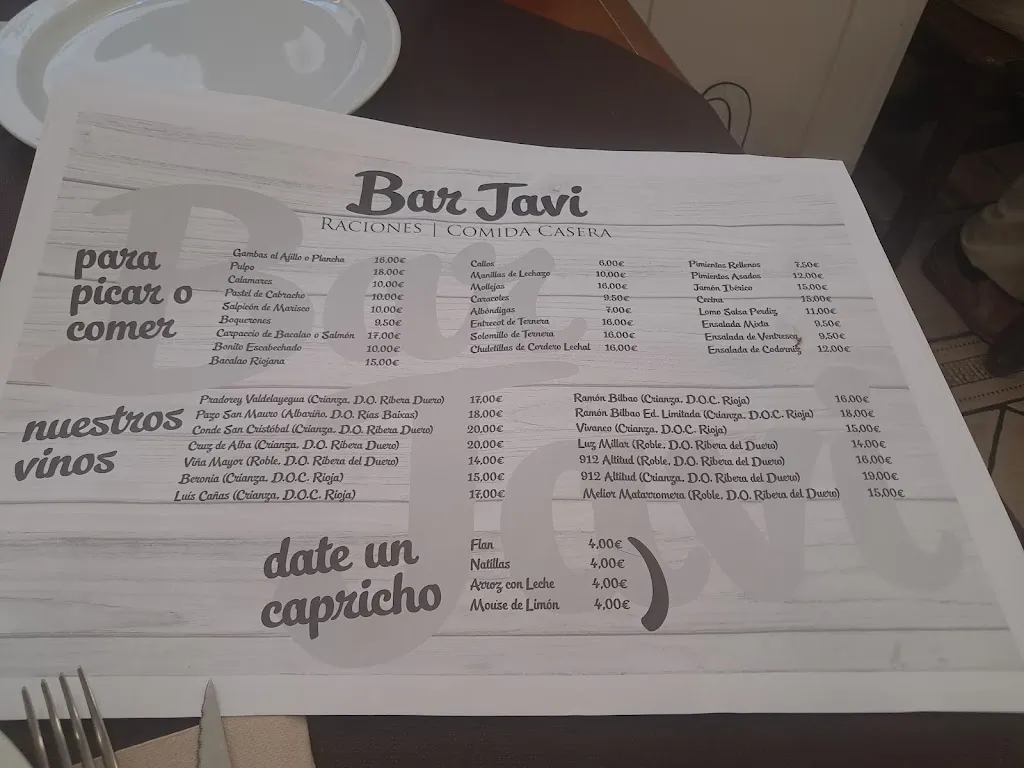 Bar Javi
RACIONES | COMIDA CASERA
para
picar o
comer
Gambas al Ajillo o Plancha 16,00€
Pulpo 18,00€
Calamares 10,00€
Pastel de Cabracho 10,00€
Salpicón de Marisco 10,00€
Boquerones 9,50€
Carpaccio de Bacalao o Salmón 17,00€
Bonito Escabechado 10,00€
Bacalao Riojana 15,00€
Callos 6,00€
Manillas de Lechazo 10,00€
Mollejas 16,00€
Caracoles 9,50€
Albóndigas 7,00€
Entrecot de Ternera 16,00€
Solomillo de Ternera 16,00€
Chuletillas de Cordero Lechal 16,00€
Pimientos Rellenos 7,50€
Pimientos Asados 12,00€
Jamón Ibérico 15,00€
Cecina 15,00€
Lomo Salsa Perdiz 11,00€
Ensalada Mixta 9,50€
Ensalada de Ventresca 9,50€
Ensalada de Codorniz 12,00€
nuestros
vinos
Pradorey Valdelayegua (Crianza, D.O. Ribera Duero) 17,00€
Pazo San Mauro (Albariño, D.O. Rías Baixas) 18,00€
Conde San Cristóbal (Crianza, D.O. Ribera Duero) 20,00€
Cruz de Alba (Crianza, D.O. Ribera Duero) 20,00€
Viña Mayor (Roble, D.O. Ribera del Duero) 14,00€
Beronia (Crianza, D.O.C. Rioja) 15,00€
Luis Cañas (Crianza, D.O.C. Rioja) 17,00€
Ramón Bilbao (Crianza, D.O.C. Rioja) 16,00€
Ramón Bilbao Ed. Limitada (Crianza, D.O.C. Rioja) 18,00€
Vivanco (Crianza, D.O.C. Rioja) 15,00€
Luz Millar (Roble, D.O. Ribera del Duero) 14,00€
912 Altitud (Roble, D.O. Ribera del Duero) 16,00€
912 Altitud (Crianza, D.O. Ribera del Duero) 19,00€
Melior Matarromera (Roble, D.O. Ribera del Duero) 15,00€
date un
capricho
Flan 4,00€
Natillas 4,00€
Arroz con Leche 4,00€
Mouse de Limón 4,00€